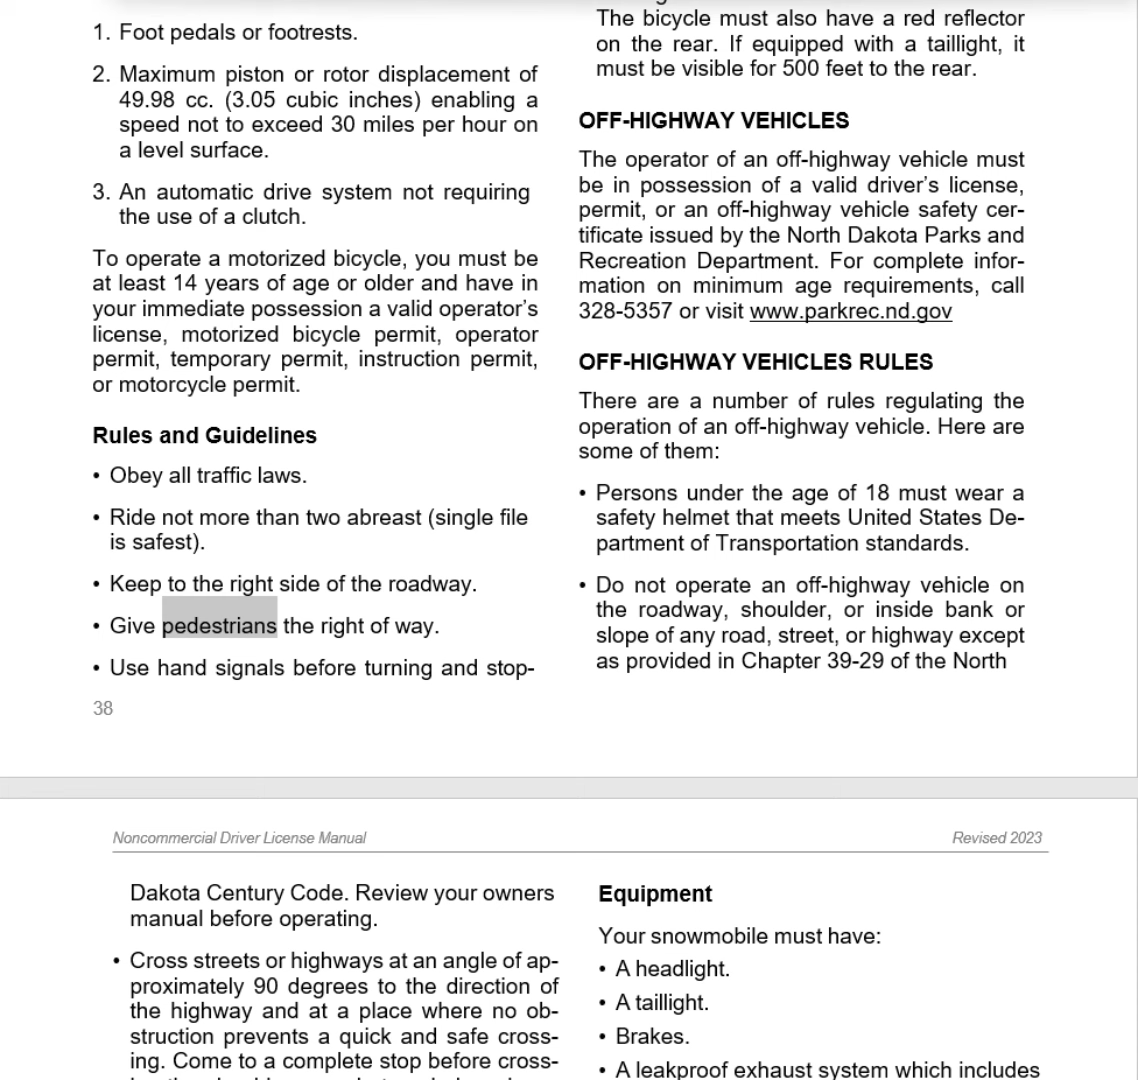 1. Foot pedals or footrests.
2. Maximum piston or rotor displacement of
49.98 cc. (3.05 cubic inches) enabling a
speed not to exceed 30 miles per hour on
a level surface.
3. An automatic drive system not requiring
the use of a clutch.
To operate a motorized bicycle, you must be
at least 14 years of age or older and have in
your immediate possession a valid operator's
license, motorized bicycle permit, operator
permit, temporary permit, instruction permit,
or motorcycle permit.
Rules and Guidelines
• Obey all traffic laws.
• Ride not more than two abreast (single file
is safest).
• Keep to the right side of the roadway.
• Give pedestrians the right of way.
• Use hand signals before turning and stop-
38
The bicycle must also have a red reflector
on the rear. If equipped with a taillight, it
must be visible for 500 feet to the rear.
OFF-HIGHWAY VEHICLES
The operator of an off-highway vehicle must
be in possession of a valid driver's license,
permit, or an off-highway vehicle safety cer-
tificate issued by the North Dakota Parks and
Recreation Department. For complete infor-
mation on minimum age requirements, call
328-5357 or visit www.parkrec.nd.gov
OFF-HIGHWAY VEHICLES RULES
There are a number of rules regulating the
operation of an off-highway vehicle. Here are
some of them:
• Persons under the age of 18 must wear a
safety helmet that meets United States De-
partment of Transportation standards.
• Do not operate an off-highway vehicle on
the roadway, shoulder, or inside bank or
slope of any road, street, or highway except
as provided in Chapter 39-29 of the North
Noncommercial Driver License Manual
Revised 2023
Dakota Century Code. Review your owners
manual before operating.
• Cross streets or highways at an angle of ap-
proximately 90 degrees to the direction of
the highway and at a place where no ob-
struction prevents a quick and safe cross-
ing. Come to a complete stop before cross-
Equipment
Your snowmobile must have:
• A headlight.
• A taillight.
• Brakes.
• A leakproof exhaust system which includes